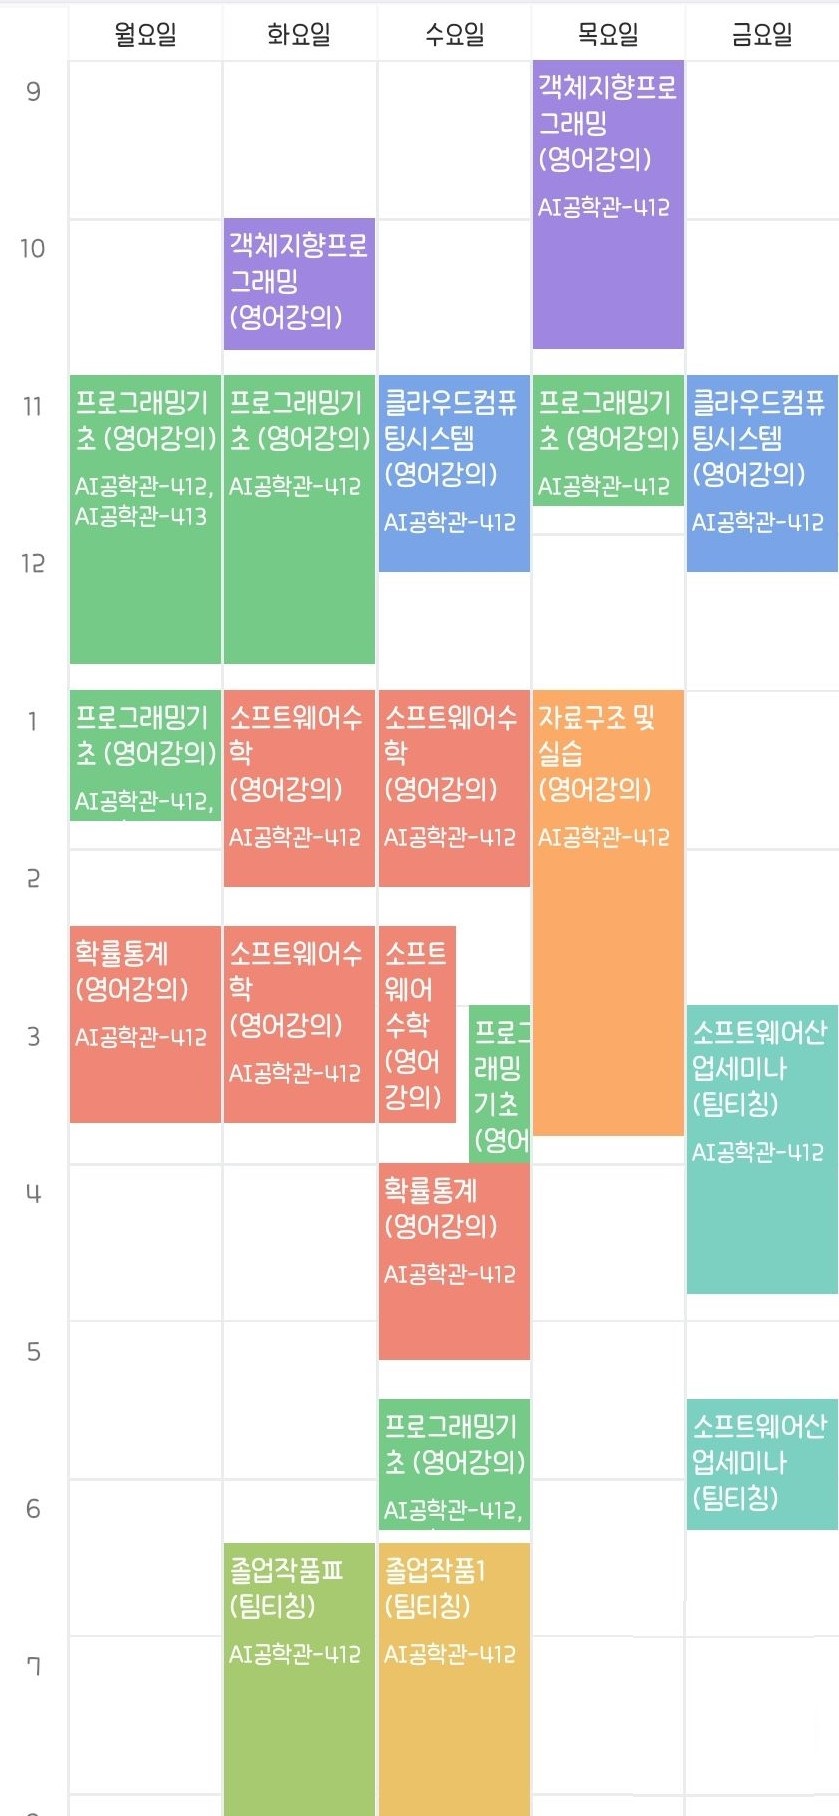 월요일
화요일
수요일
목요일
금요일
9
객체지향프로
그래밍
(영어강의)
AI공학관-412
10
객체지향프로
그래밍
(영어강의)
11
프로그래밍기
초 (영어강의)
AI공학관-412,
AI공학관-413
프로그래밍기
초 (영어강의)
AI공학관-412
클라우드컴퓨
팅시스템
(영어강의)
AI공학관-412
프로그래밍기
초 (영어강의)
AI공학관-412
클라우드컴퓨
팅시스템
(영어강의)
AI공학관-412
12
1
프로그래밍기
초 (영어강의)
AI공학관-412,
소프트웨어수
학
(영어강의)
AI공학관-412
소프트웨어수
학
(영어강의)
AI공학관-412
자료구조 및
실습
(영어강의)
AI공학관-412
2
확률통계
(영어강의)
AI공학관-412
소프트웨어수
학
(영어강의)
AI공학관-412
소프트
웨어
수학
(영어
강의)
3
프로그
래밍
기초
(영어
소프트웨어산
업세미나
(팀티칭)
AI공학관-412
4
확률통계
(영어강의)
AI공학관-412
5
프로그래밍기
초 (영어강의)
AI공학관-412,
소프트웨어산
업세미나
(팀티칭)
6
졸업작품Ⅲ
(팀티칭)
AI공학관-412
졸업작품1
(팀티칭)
AI공학관-412
7